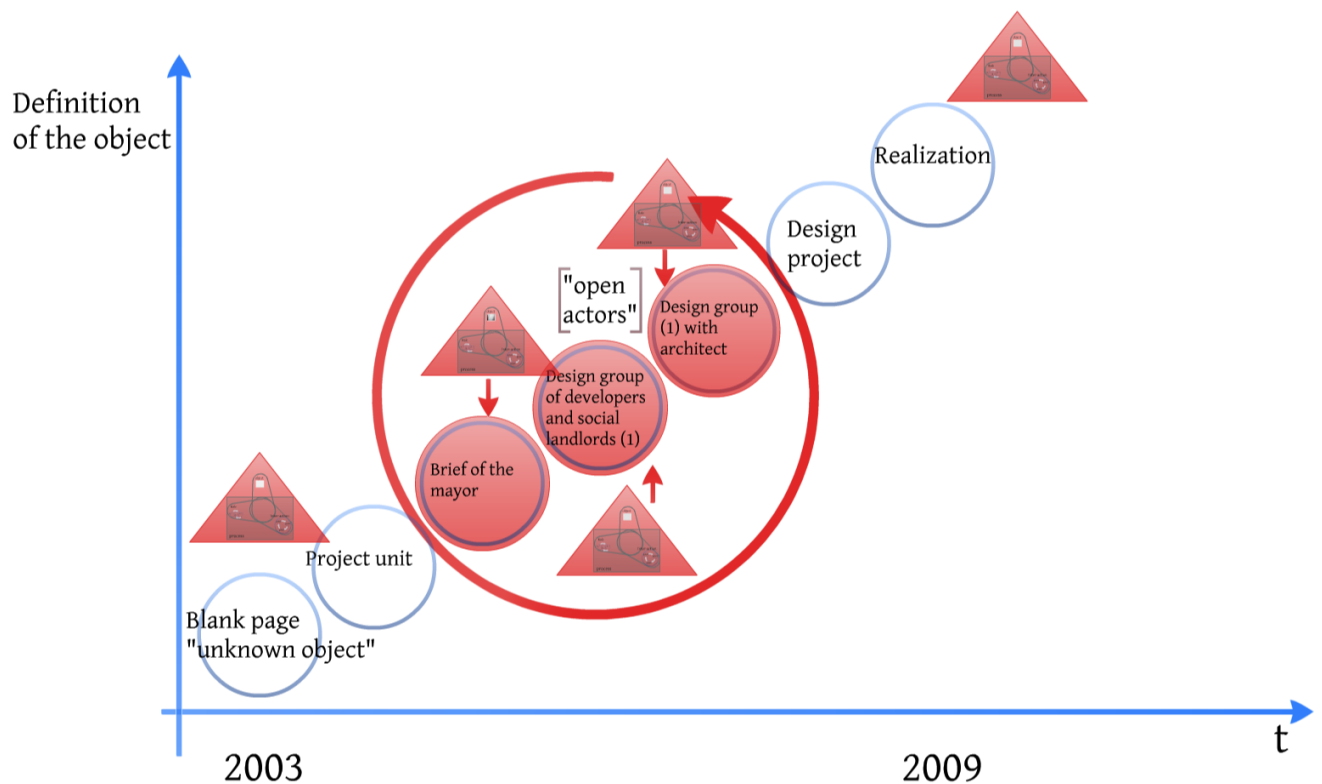 Definition
of the object
Realization
Design
project
"open
actors"
Design group
(1) with
architect
Design group
of developers
and social
landlords (1)
Brief of the
mayor
Project unit
Blank page
"unknown object"
t
2003
2009